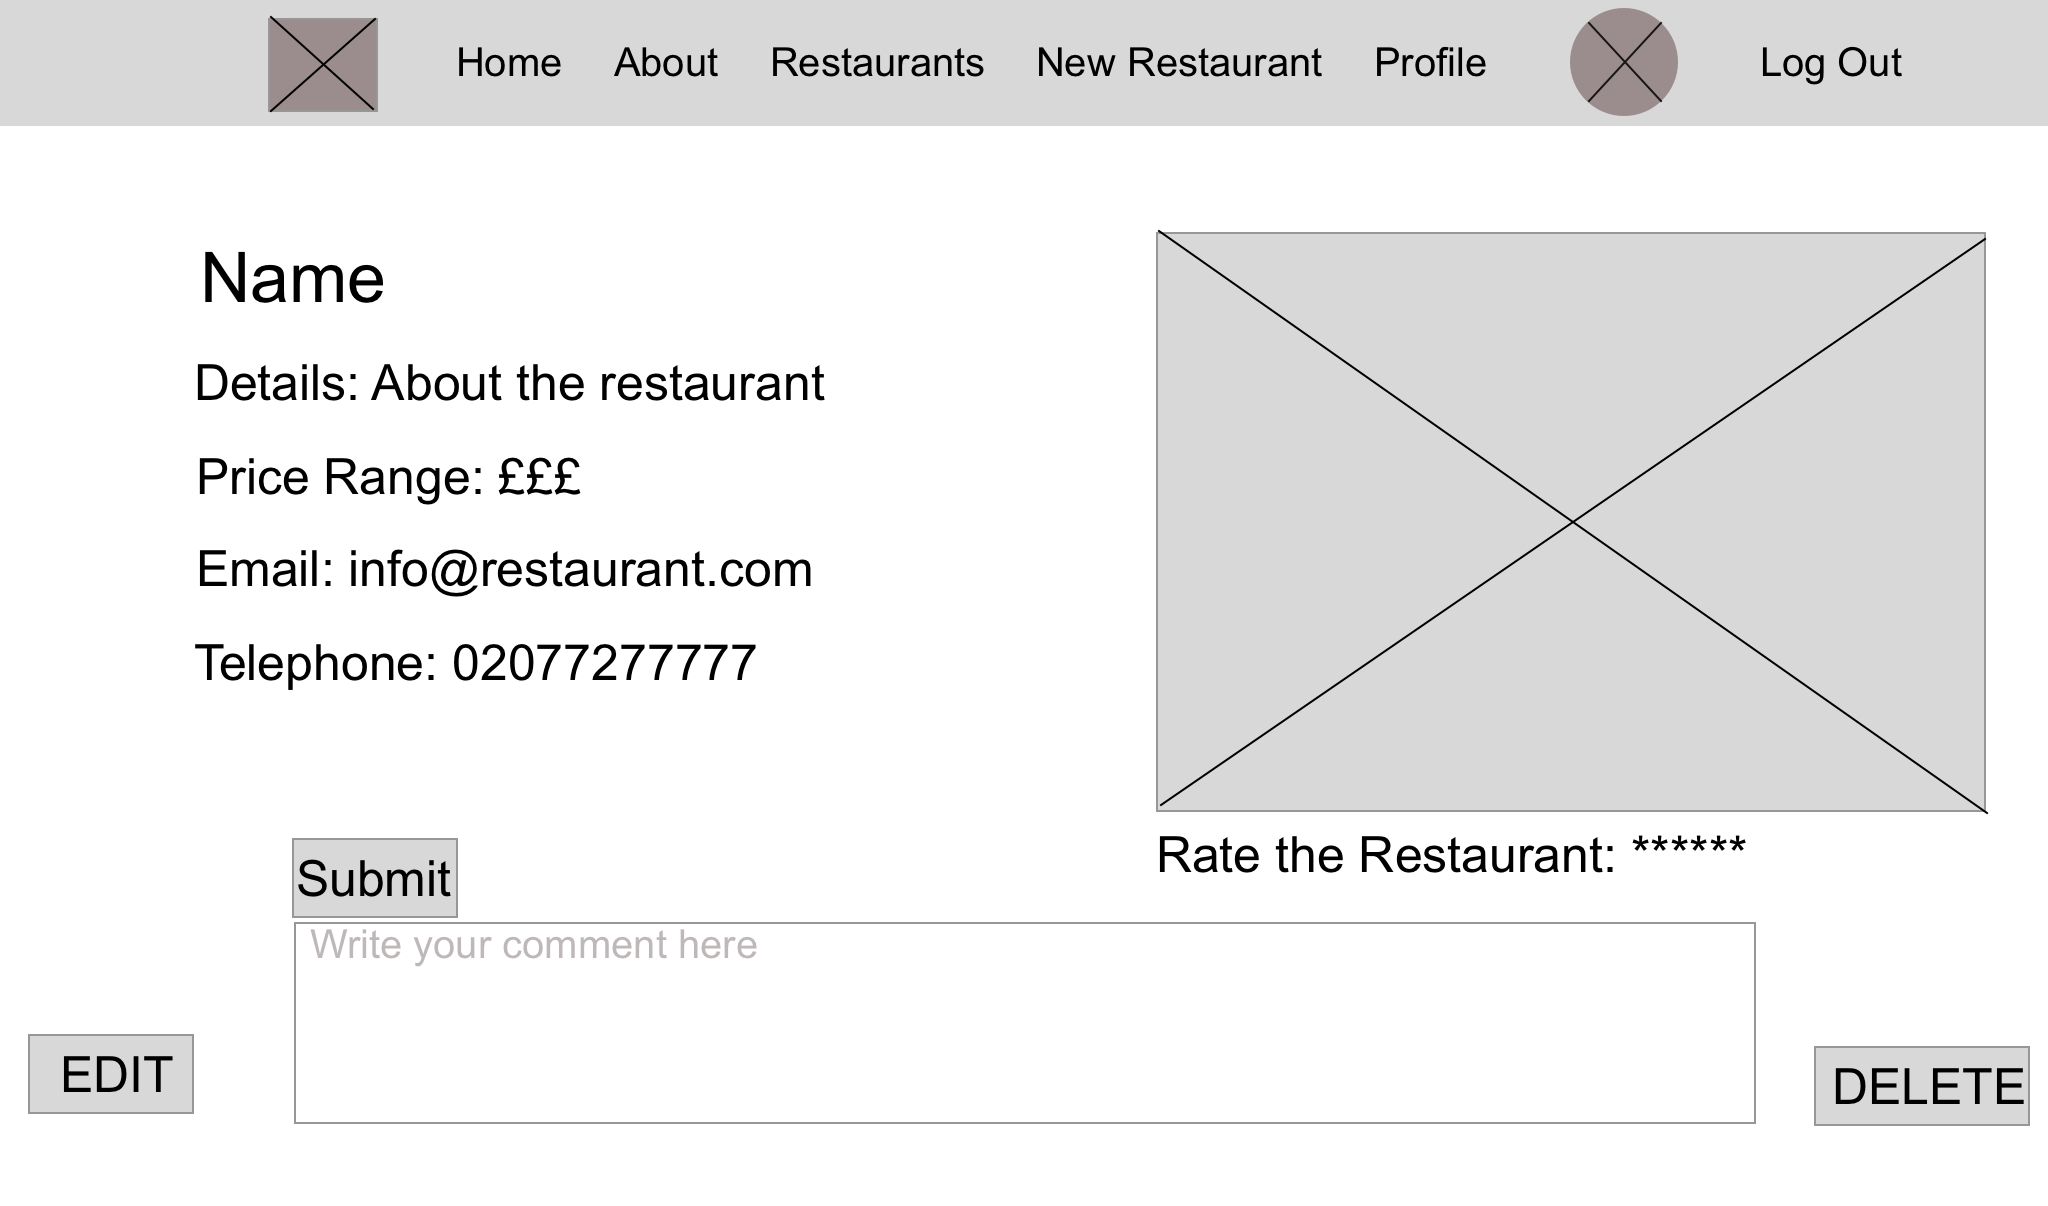 Home About Restaurants New Restaurant Profile Log Out
Name
Details: About the restaurant
Price Range: £££
Email: info@restaurant.com
Telephone: 02077277777
Rate the Restaurant: ******
Submit
Write your comment here
EDIT
DELETE